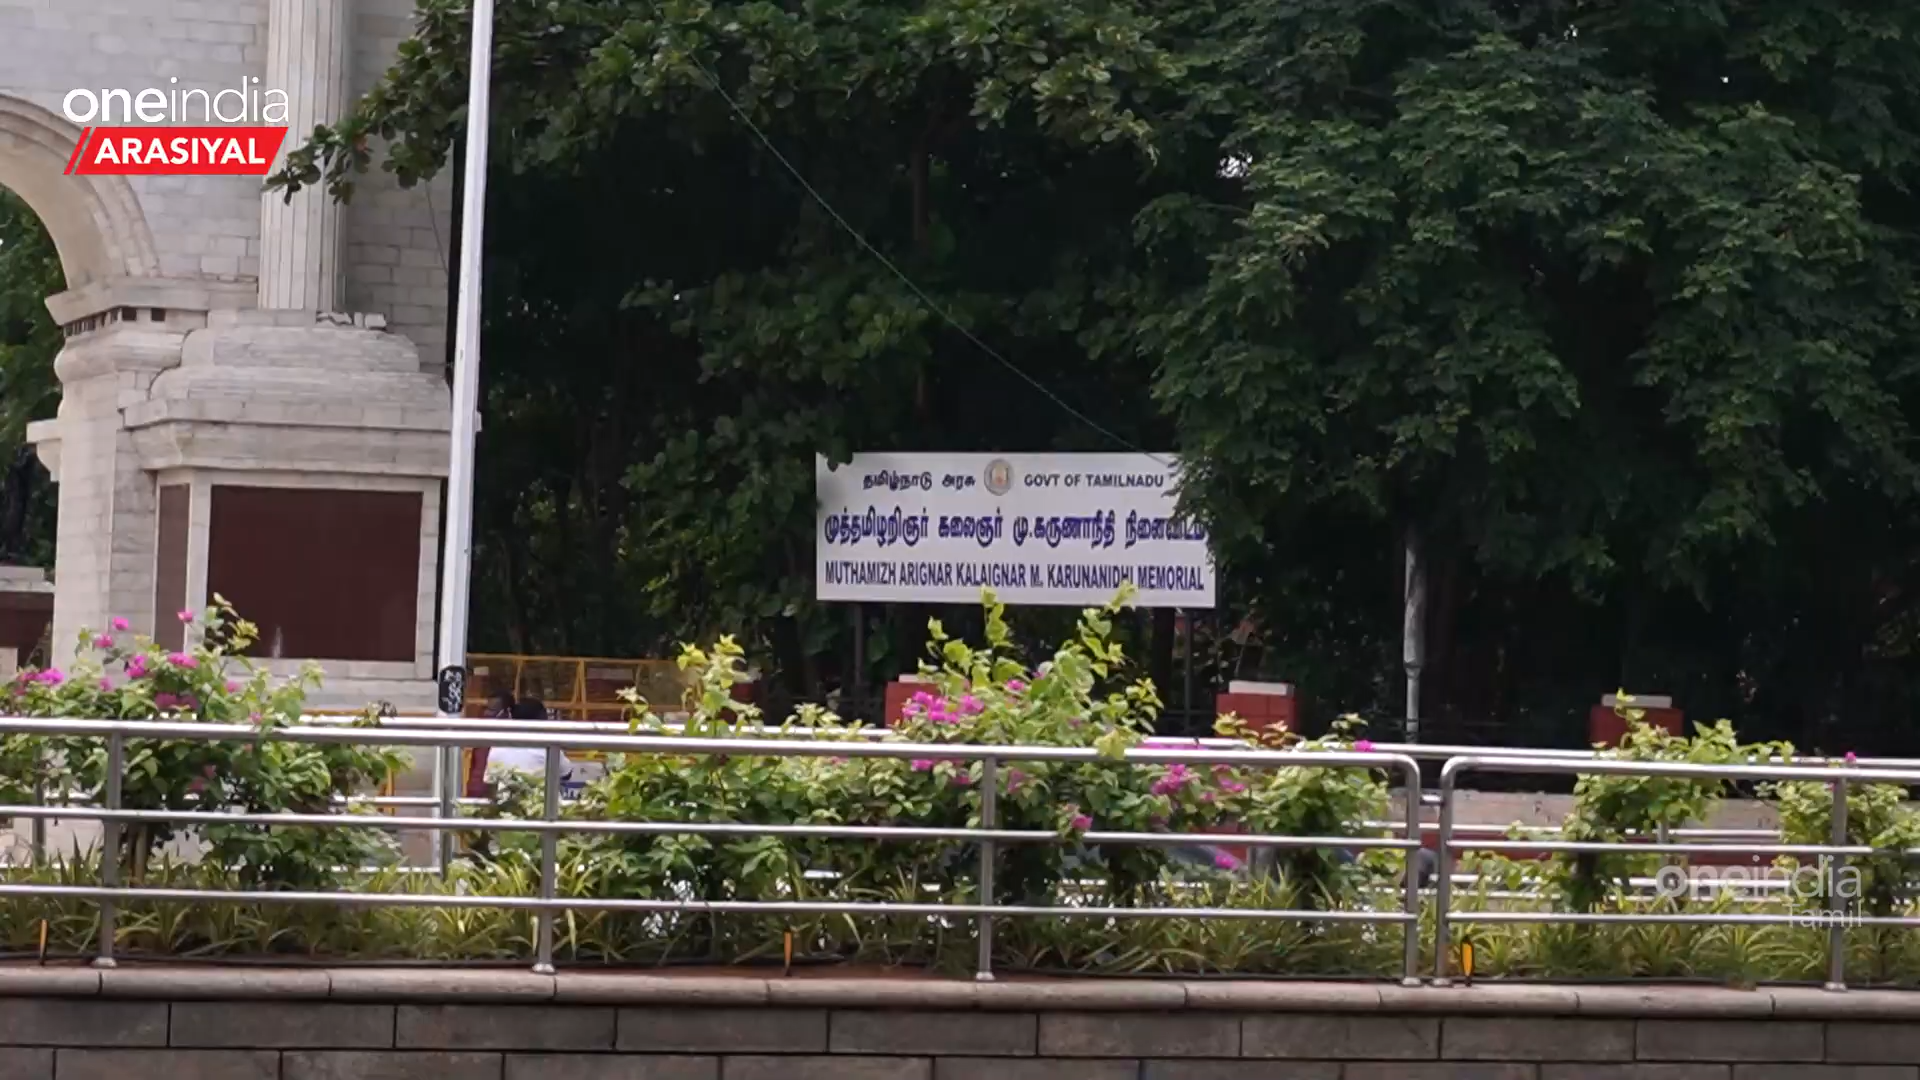 oneindia
ARASIYAL
தமிழ்நாடு அரசு GOVT OF TAMILNADU
முத்தமிழறிஞர் கலைஞர் மு.கருணாநிதி நினைவிடம்
MUTHAMIZH ARIGNAR KALAIGNAR M. KARUNANIDHI MEMORIAL
oneindia
Tamil